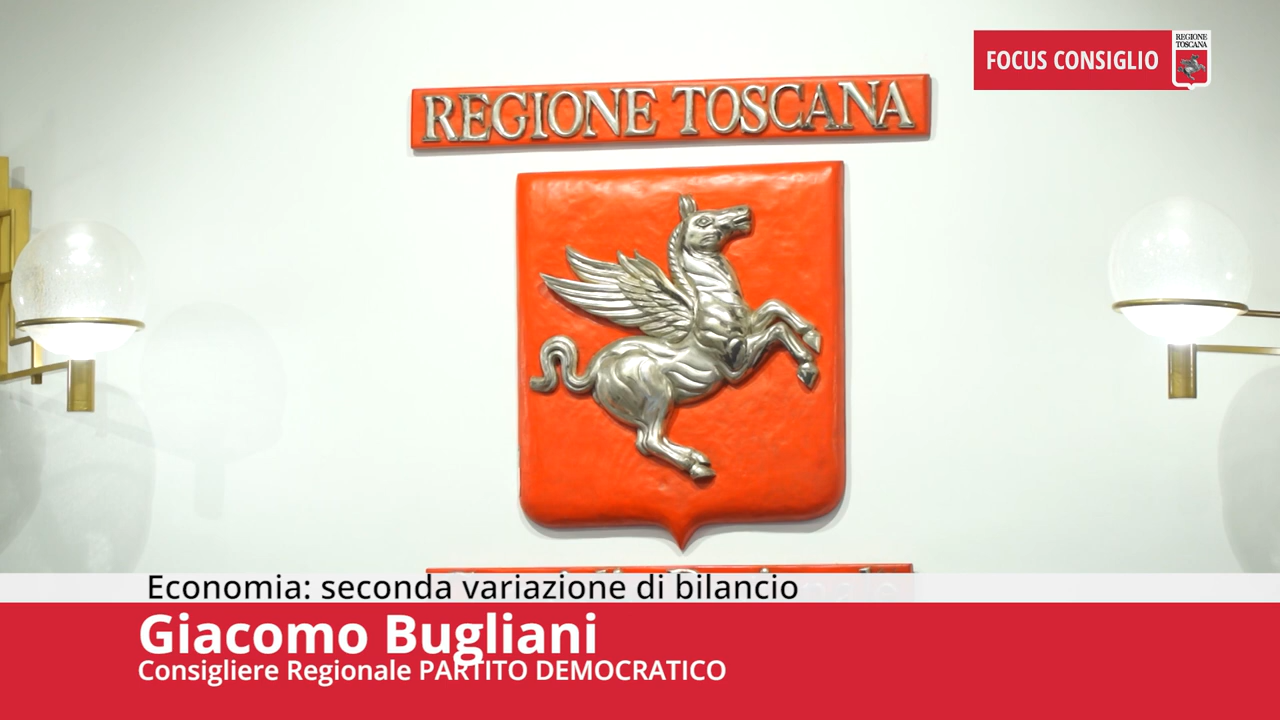 FOCUS CONSIGLIO
REGIONE
TOSCANA
REGIONE TOSCANA
Economia: seconda variazione di bilancio
Giacomo Bugliani
Consigliere Regionale PARTITO DEMOCRATICO